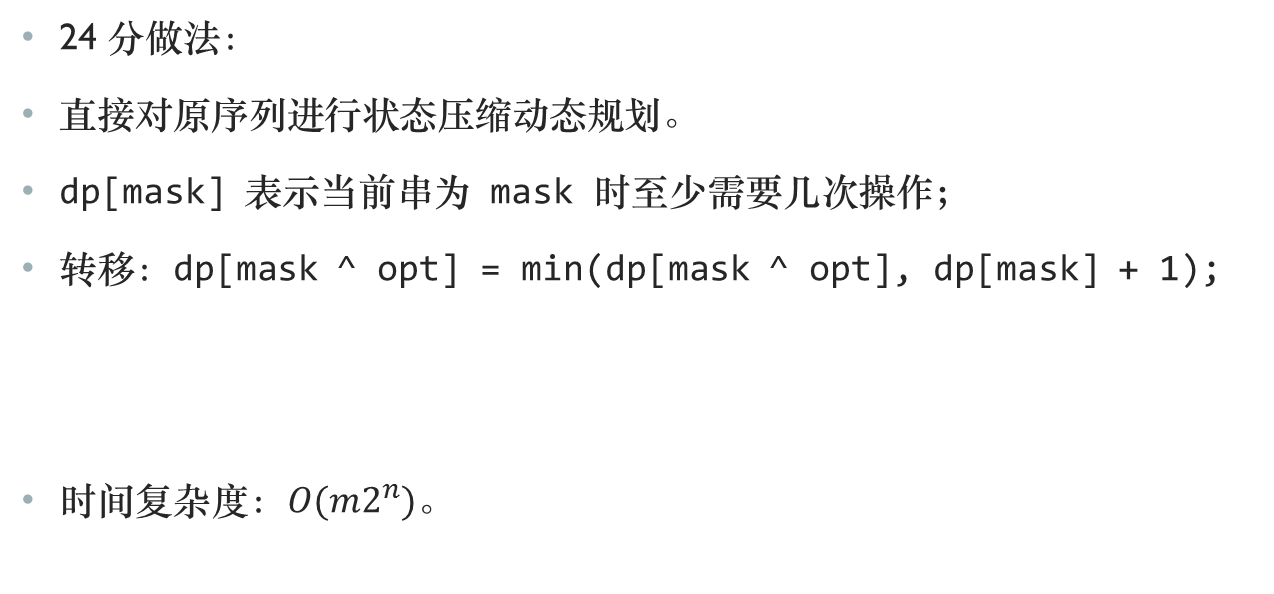 • 24 分做法：
• 直接对原序列进行状态压缩动态规划。
• dp[mask] 表示当前串为 mask 时至少需要几次操作；
• 转移：dp[mask ^ opt] = min(dp[mask ^ opt], dp[mask] + 1);
• 时间复杂度：𝑂(𝑚2ⁿ)。